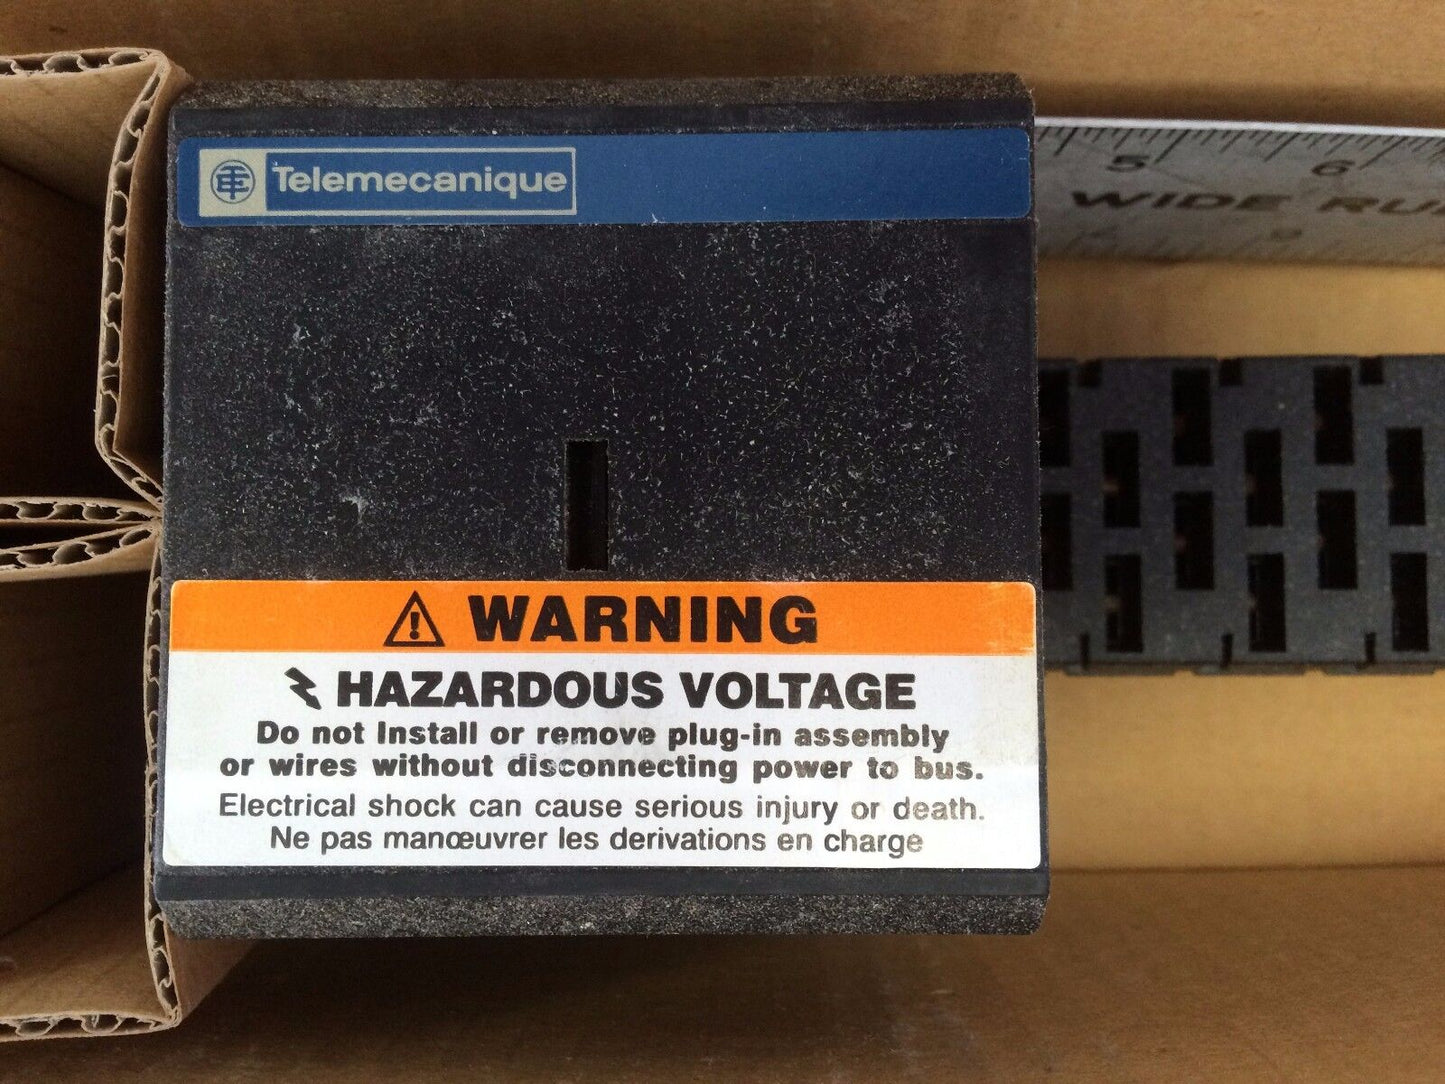 Telemecanique
5 6
WIDE RU
9
WARNING
HAZARDOUS VOLTAGE
Do not Install or remove plug-in assembly
or wires without disconnecting power to bus.
Electrical shock can cause serious injury or death.
Ne pas manœuvrer les derivations en charge